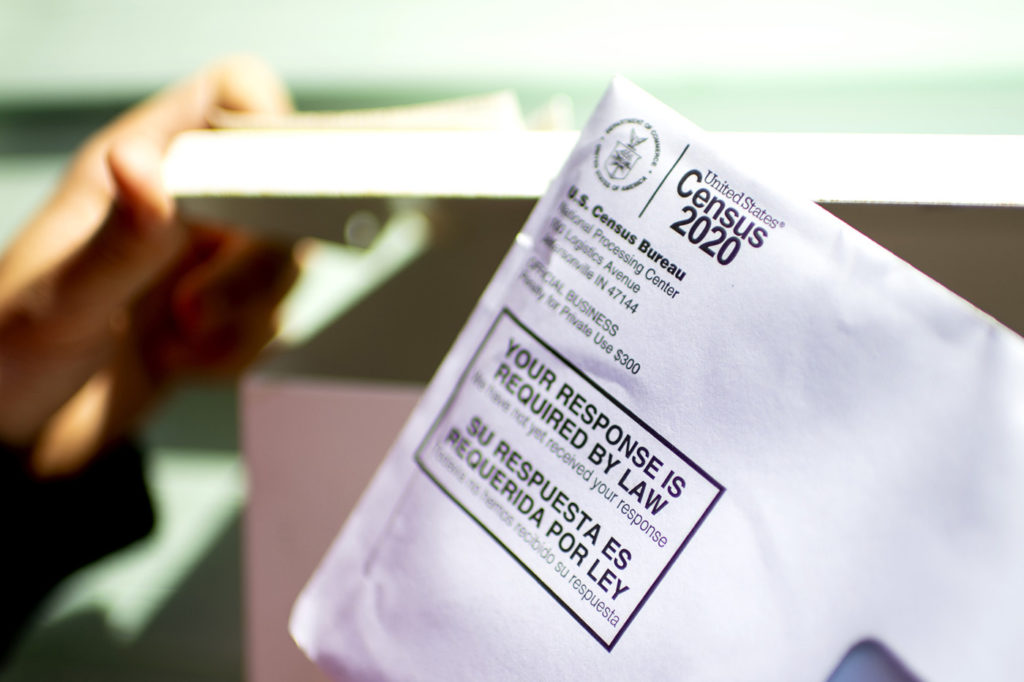 United States®
Census
2020
U.S. Census Bureau
National Processing Center
Logistics Avenue
Jeffersonville IN 47144
OFFICIAL BUSINESS
Penalty for Private Use $300
YOUR RESPONSE IS
REQUIRED BY LAW
We have not yet received your response
SU RESPUESTA ES
REQUERIDA POR LEY
Todavía no hemos recibido su respuesta